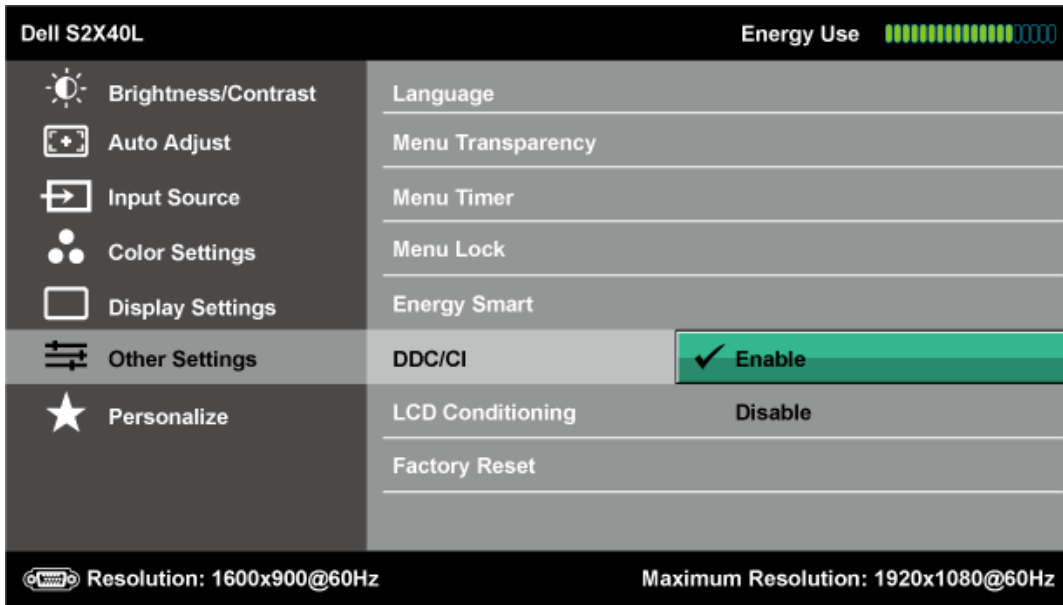 Dell S2X40L Energy Use
Brightness/Contrast Language
Auto Adjust Menu Transparency
Input Source Menu Timer
Color Settings Menu Lock
Display Settings Energy Smart
Other Settings DDC/CI Enable
Personalize LCD Conditioning Disable
Factory Reset
Resolution: 1600x900@60Hz Maximum Resolution: 1920x1080@60Hz